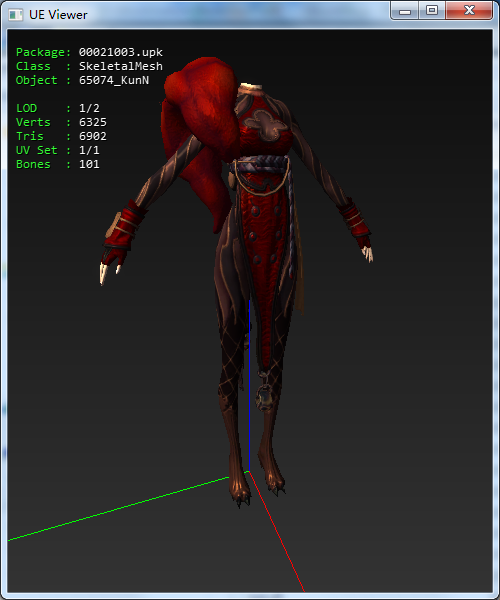 UE Viewer
Package: 00021003.upk
Class : SkeletalMesh
Object : 65074_KunN
LOD : 1/2
Verts : 6325
Tris : 6902
UV Set : 1/1
Bones : 101